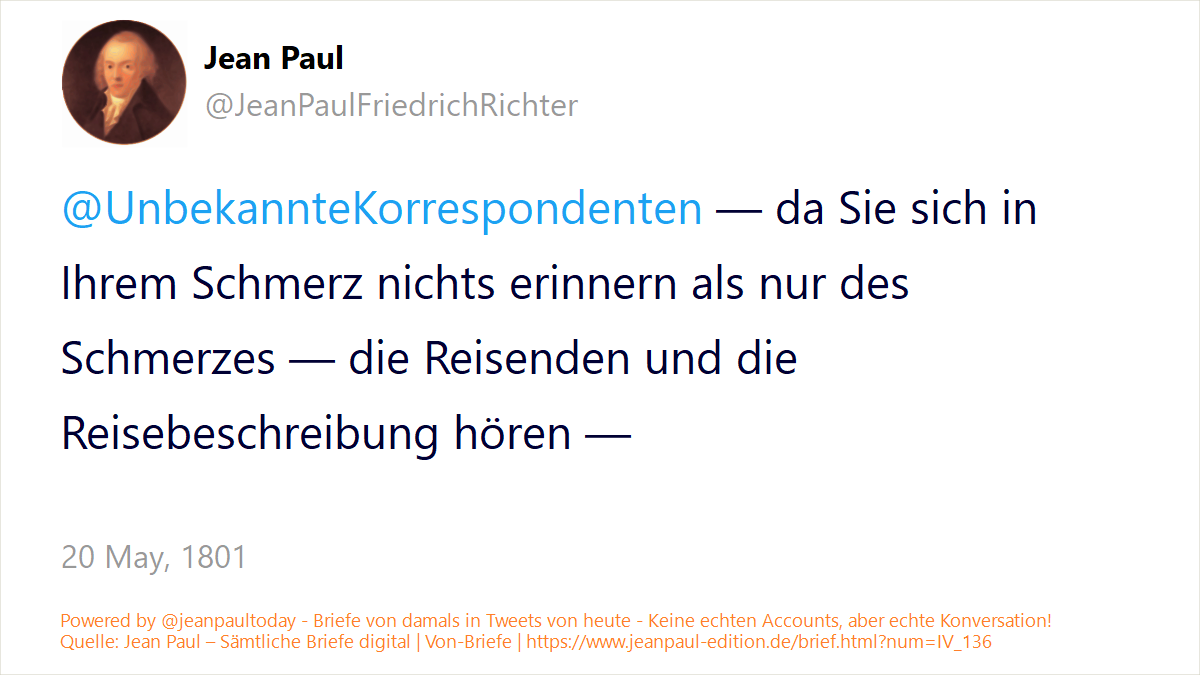 Jean Paul
@JeanPaulFriedrichRichter
@UnbekannteKorrespondenten — da Sie sich in
Ihrem Schmerz nichts erinnern als nur des
Schmerzes — die Reisenden und die
Reisebeschreibung hören —
20 May, 1801
Powered by @jeanpaultoday - Briefe von damals in Tweets von heute - Keine echten Accounts, aber echte Konversation!
Quelle: Jean Paul – Sämtliche Briefe digital | Von-Briefe | https://www.jeanpaul-edition.de/brief.html?num=IV_136